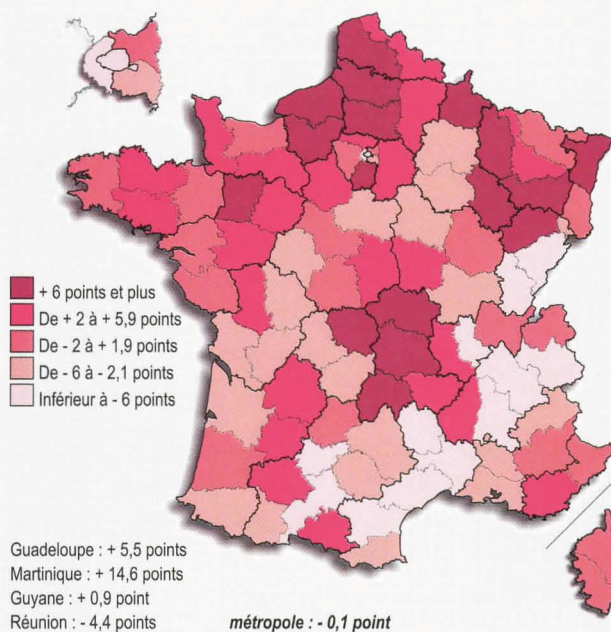 + 6 points et plus
De + 2 à + 5,9 points
De - 2 à + 1,9 points
De - 6 à - 2,1 points
Inférieur à - 6 points
Guadeloupe : + 5,5 points
Martinique : + 14,6 points
Guyane : + 0,9 point
Réunion : - 4,4 points
métropole : - 0,1 point